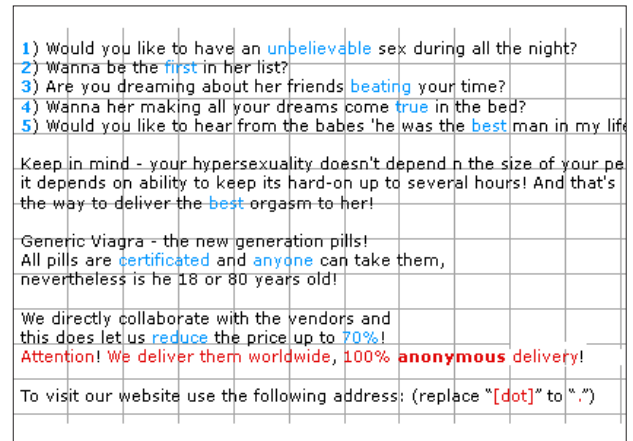 1) Would you like to have an unbelievable sex during all the night?
2) Wanna be the first in her list?
3) Are you dreaming about her friends beating your time?
4) Wanna her making all your dreams come true in the bed?
5) Would you like to hear from the babes 'he was the best man in my life
Keep in mind - your hypersexuality doesn't depend n the size of your pe
it depends on ability to keep its hard-on up to several hours! And that's
the way to deliver the best orgasm to her!
Generic Viagra - the new generation pills!
All pills are certificated and anyone can take them,
nevertheless is he 18 or 80 years old!
We directly collaborate with the vendors and
this does let us reduce the price up to 70%!
Attention! We deliver them worldwide, 100% anonymous delivery!
To visit our website use the following address: (replace “[dot]” to “.”)